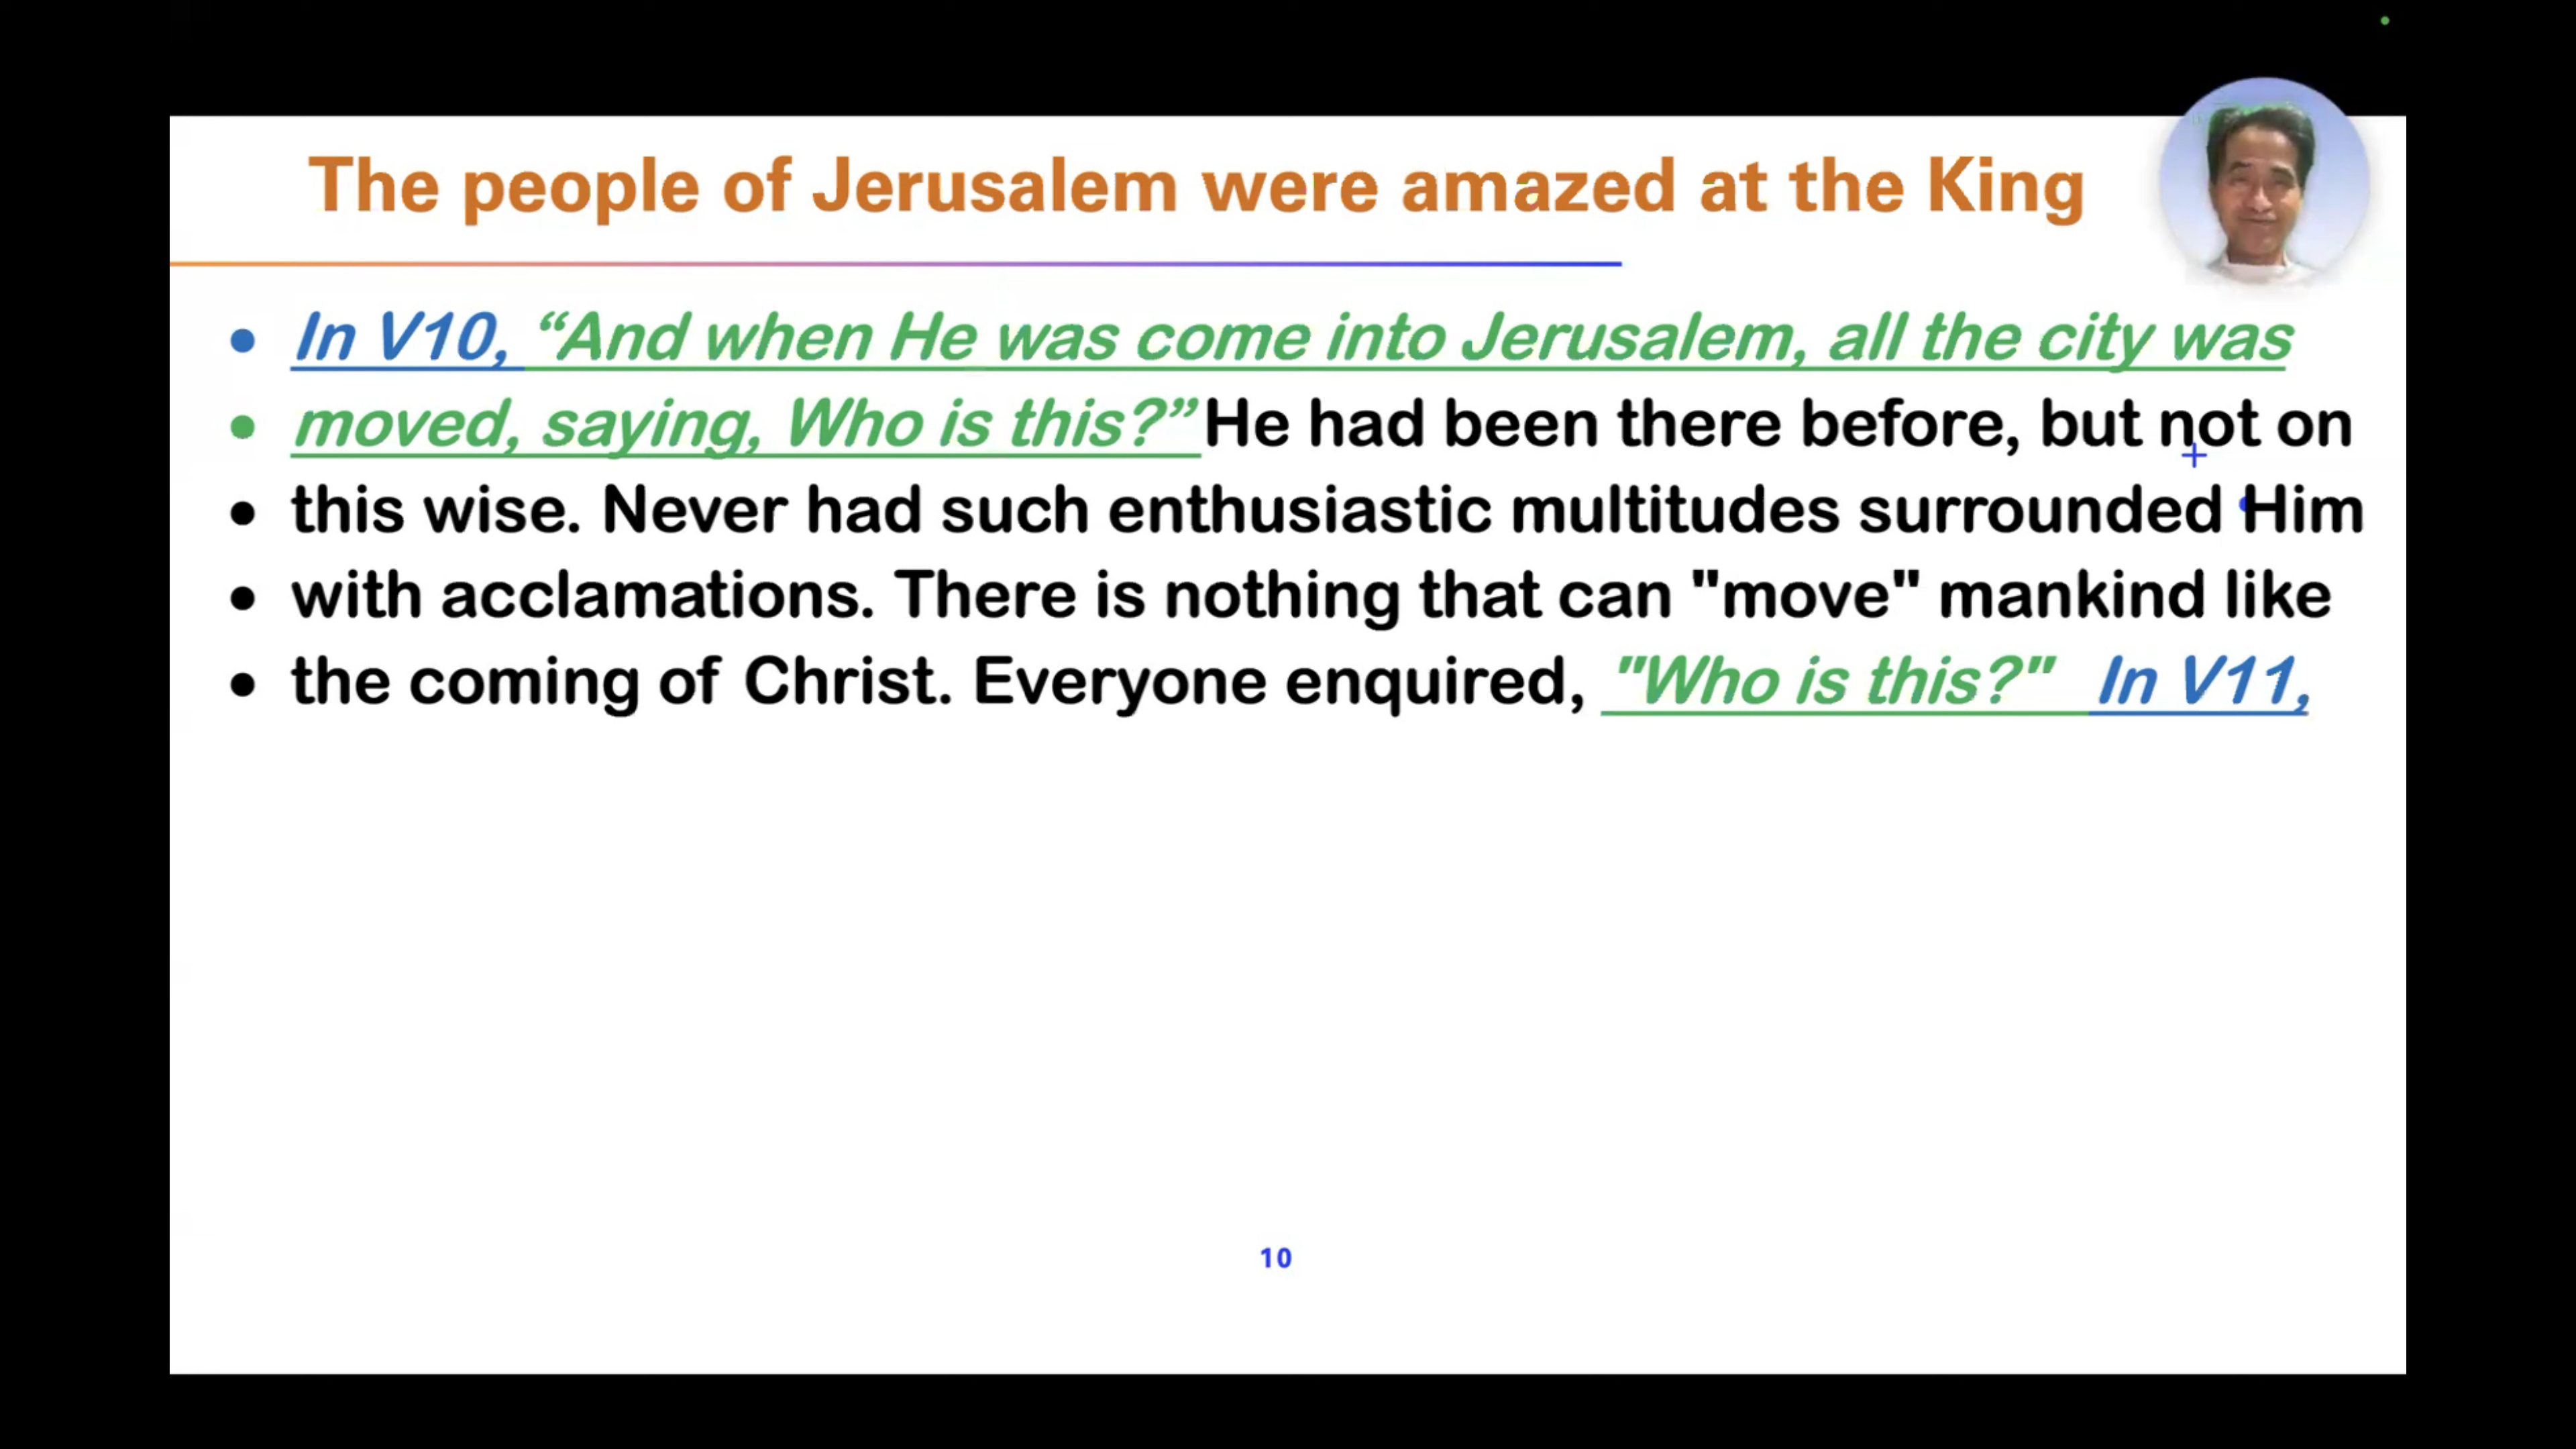 The people of Jerusalem were amazed at the King
• In V10, “And when He was come into Jerusalem, all the city was
• moved, saying, Who is this?” He had been there before, but not on
• this wise. Never had such enthusiastic multitudes surrounded Him
• with acclamations. There is nothing that can "move" mankind like
• the coming of Christ. Everyone enquired, "Who is this?" In V11,
10